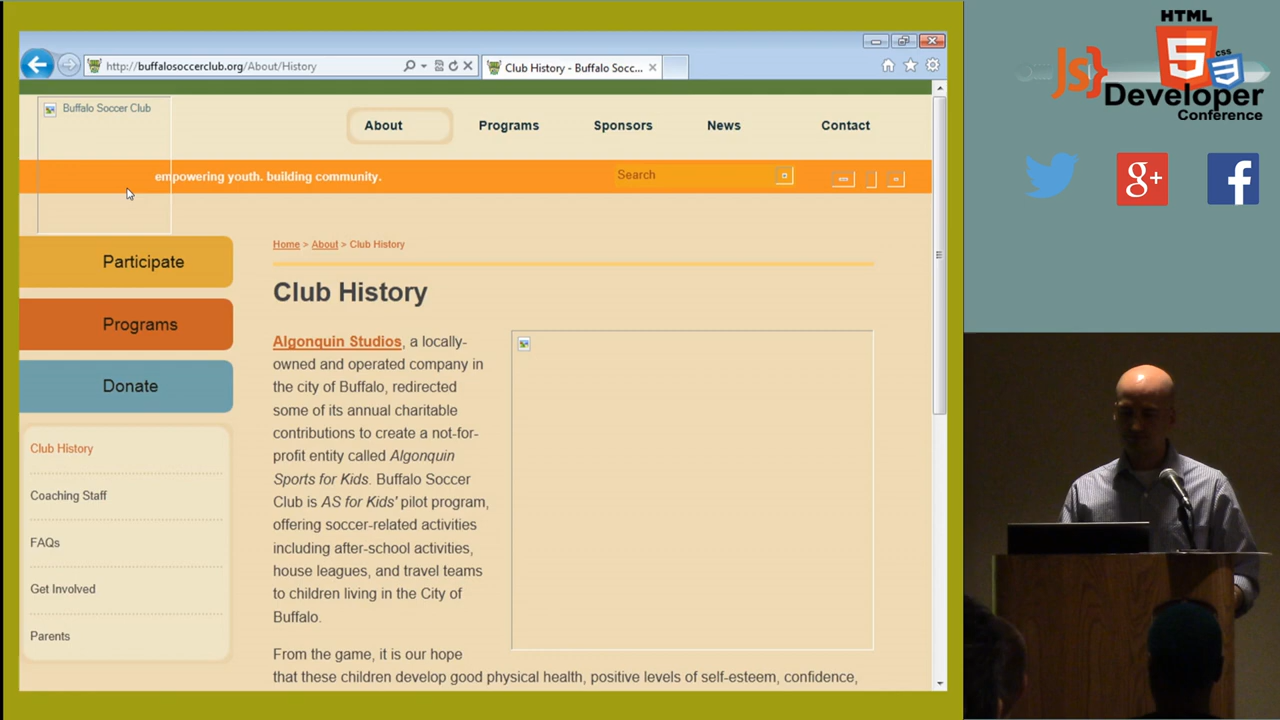 http://buffalosoccerclub.org/About/History
Club History - Buffalo Socc...
Buffalo Soccer Club
About
Programs
Sponsors
News
Contact
empowering youth. building community.
Search
Participate
Programs
Donate
Club History
Coaching Staff
FAQs
Get Involved
Parents
Home > About > Club History
Club History
Algonquin Studios, a locally-
owned and operated company in
the city of Buffalo, redirected
some of its annual charitable
contributions to create a not-for-
profit entity called Algonquin
Sports for Kids. Buffalo Soccer
Club is AS for Kids' pilot program,
offering soccer-related activities
including after-school activities,
house leagues, and travel teams
to children living in the City of
Buffalo.
From the game, it is our hope
that these children develop good physical health, positive levels of self-esteem, confidence,
HTML
JS} 5 CSS 3
Developer
Conference
g+
f